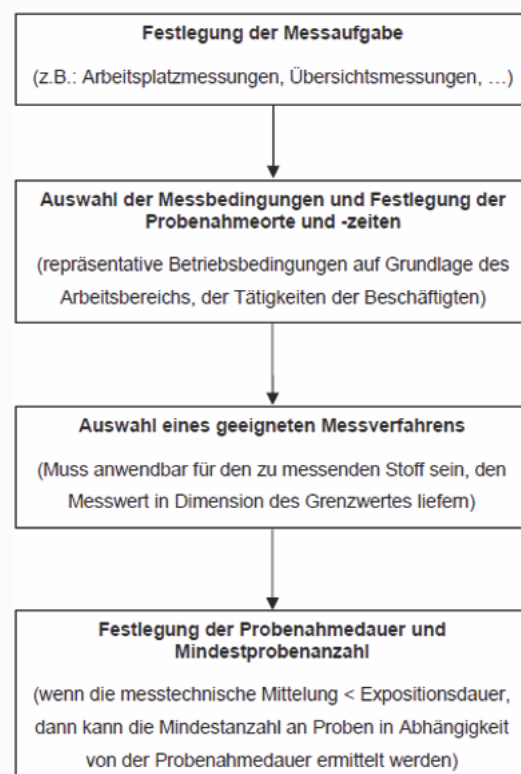 Festlegung der Messaufgabe
(z.B.: Arbeitsplatzmessungen, Übersichtsmessungen, …)
Auswahl der Messbedingungen und Festlegung der
Probenahmeorte und -zeiten
(repräsentative Betriebsbedingungen auf Grundlage des
Arbeitsbereichs, der Tätigkeiten der Beschäftigten)
Auswahl eines geeigneten Messverfahrens
(Muss anwendbar für den zu messenden Stoff sein, den
Messwert in Dimension des Grenzwertes liefern)
Festlegung der Probenahmedauer und
Mindestprobenanzahl
(wenn die messtechnische Mittelung < Expositionsdauer,
dann kann die Mindestanzahl an Proben in Abhängigkeit
von der Probenahmedauer ermittelt werden)